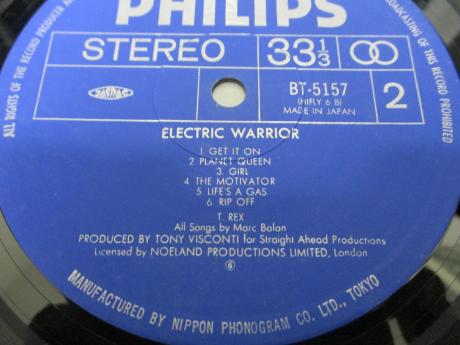 PHILIPS
STEREO 33 1/3
BT-5157
(HIFLY 6 B)
MADE IN JAPAN
2
ELECTRIC WARRIOR
1. GET IT ON
2. PLANET QUEEN
3. GIRL
4. THE MOTIVATOR
5. LIFE'S A GAS
6. RIP OFF
T. REX
All Songs by Marc Bolan
PRODUCED BY TONY VISCONTI for Straight Ahead Productions
Licensed by NOELAND PRODUCTIONS LIMITED, London
6
MANUFACTURED BY NIPPON PHONOGRAM CO. LTD., TOKYO
ALL RIGHTS OF THE RECORD PRODUCER
BROADCASTING OF THIS RECORD PROHIBITED